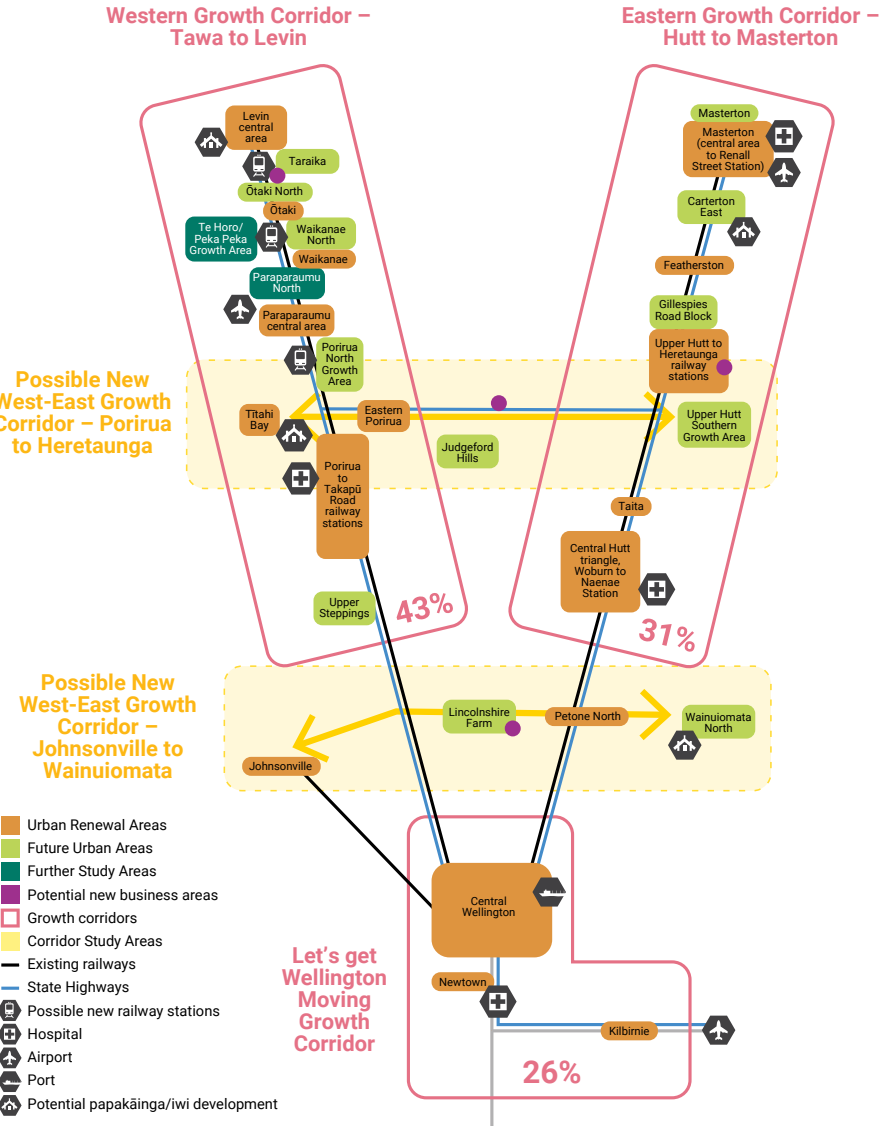 Western Growth Corridor –
Tawa to Levin
Eastern Growth Corridor –
Hutt to Masterton
Levin
central
area
Taraika
Ōtaki North
Ōtaki
Te Horo/
Peka Peka
Growth Area
Waikanae
North
Waikanae
Paraparaumu
North
Paraparaumu
central area
Porirua
North
Growth
Area
Masterton
Masterton
(central area
to Renall
Street Station)
Carterton
East
Featherston
Gillespies
Road Block
Upper Hutt to
Heretaunga
railway
stations
Possible New
West-East Growth
Corridor – Porirua
to Heretaunga
Tītahi
Bay
Eastern
Porirua
Judgeford
Hills
Upper Hutt
Southern
Growth Area
Porirua
to
Takapū
Road
railway
stations
Taita
Central Hutt
triangle,
Woburn to
Naenae
Station
Upper
Steppings
43%
31%
Possible New
West-East Growth
Corridor –
Johnsonville to
Wainuiomata
Lincolnshire
Farm
Petone North
Wainuiomata
North
Johnsonville
Urban Renewal Areas
Future Urban Areas
Further Study Areas
Potential new business areas
Growth corridors
Corridor Study Areas
Existing railways
State Highways
Possible new railway stations
Hospital
Airport
Port
Potential papakāinga/iwi development
Central
Wellington
Let's get
Wellington
Moving
Growth
Corridor
Newtown
Kilbirnie
26%